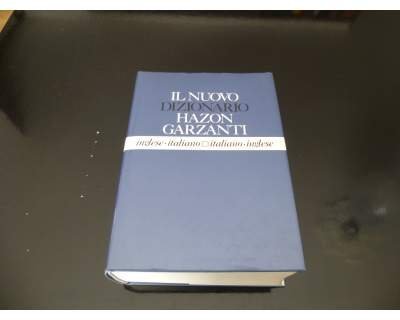 IL NUOVO
DIZIONARIO
HAZON
GARZANTI
inglese·italiano □ italiano·inglese